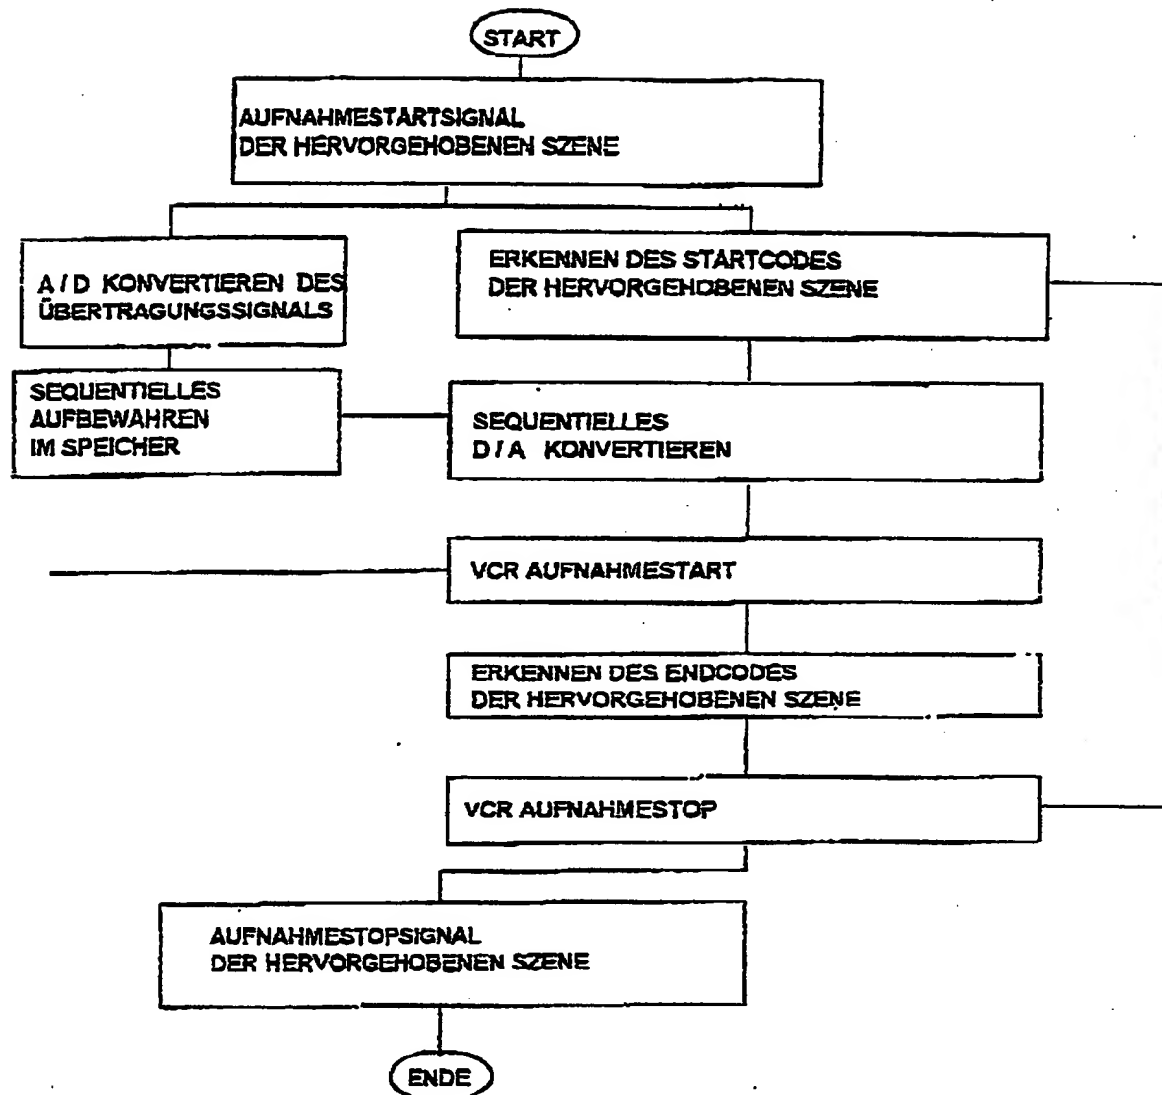 START
AUFNAHMESTARTSIGNAL
DER HERVORGEHOBENEN SZENE
A / D KONVERTIEREN DES
ÜBERTRAGUNGSSIGNALS
ERKENNEN DES STARTCODES
DER HERVORGEHOBENEN SZENE
SEQUENTIELLES
AUFBEWAHREN
IM SPEICHER
SEQUENTIELLES
D / A KONVERTIEREN
VCR AUFNAHMESTART
ERKENNEN DES ENDCODES
DER HERVORGEHOBENEN SZENE
VCR AUFNAHMESTOP
AUFNAHMESTOPSIGNAL
DER HERVORGEHOBENEN SZENE
ENDE